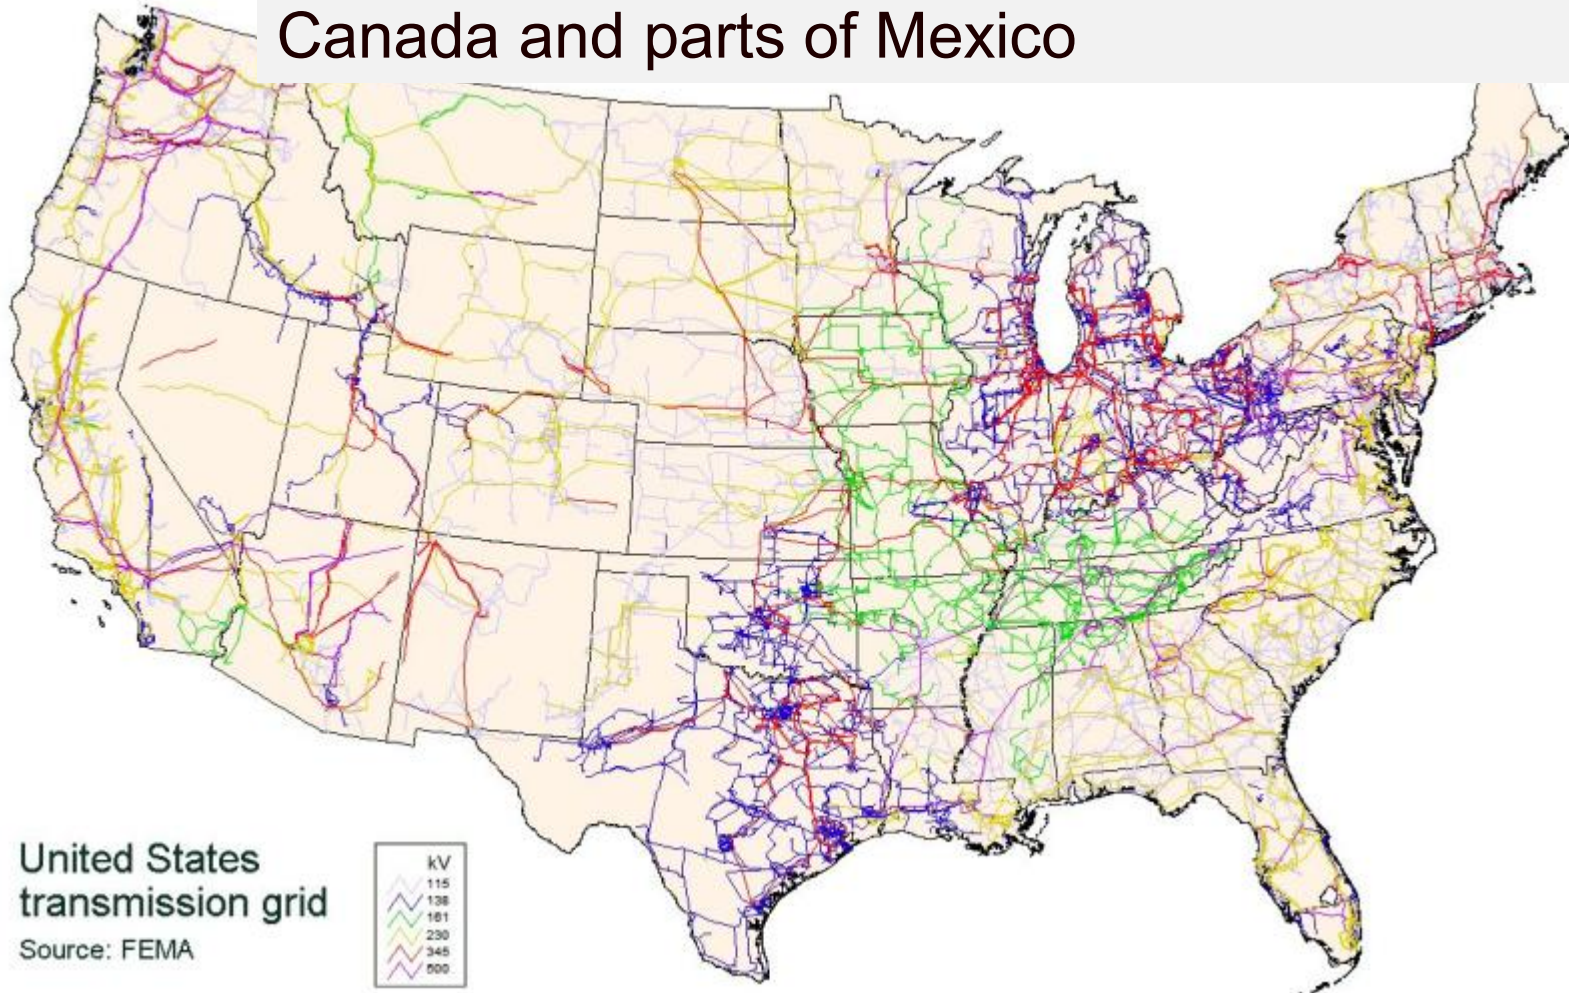 Canada and parts of Mexico
United States
transmission grid
Source: FEMA
kV
115
138
161
230
345
500